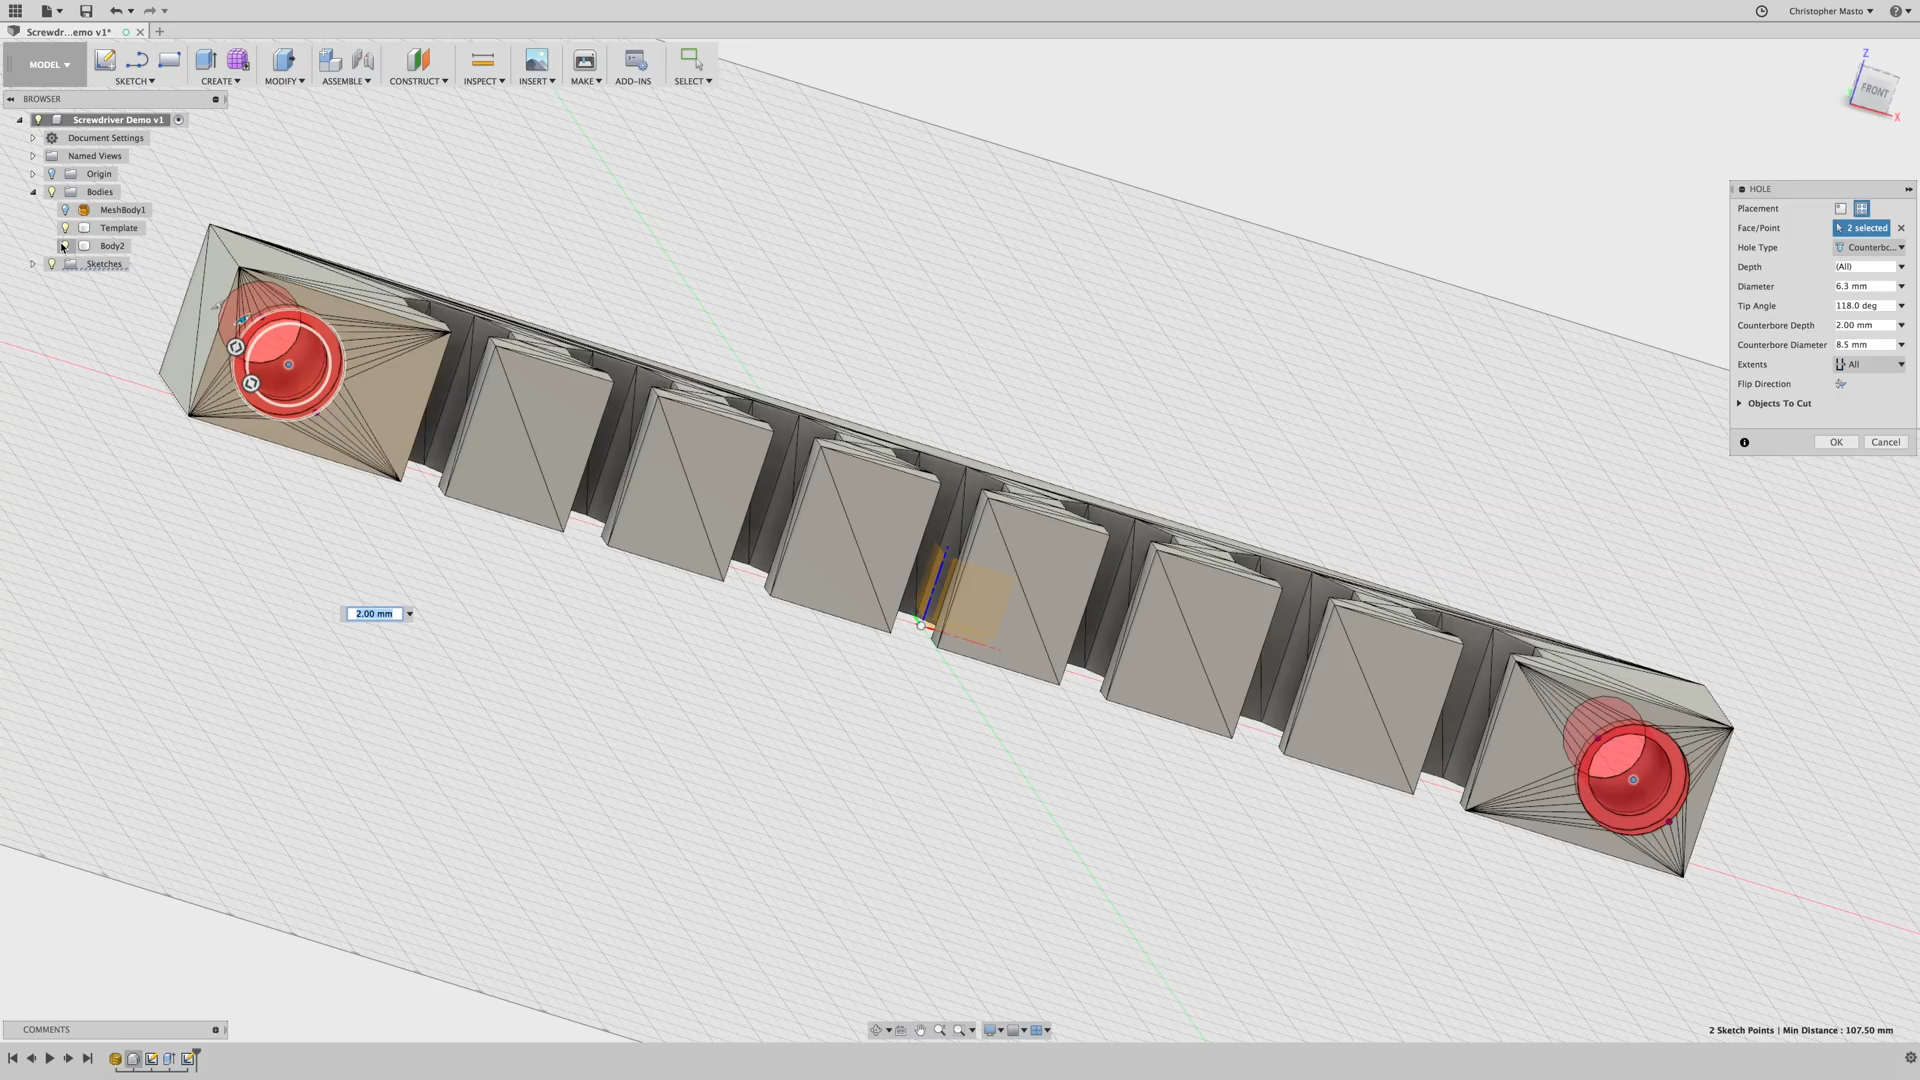 Christopher Masto
Screwdr...emo v1*
MODEL
SKETCH
CREATE
MODIFY
ASSEMBLE
CONSTRUCT
INSPECT
INSERT
MAKE
ADD-INS
SELECT
BROWSER
Screwdriver Demo v1
Document Settings
Named Views
Origin
Bodies
MeshBody1
Template
Body2
Sketches
Z
FRONT
X
HOLE
Placement
Face/Point 2 selected
Hole Type Counterbc...
Depth (All)
Diameter 6.3 mm
Tip Angle 118.0 deg
Counterbore Depth 2.00 mm
Counterbore Diameter 8.5 mm
Extents All
Flip Direction
Objects To Cut
OK Cancel
2.00 mm
COMMENTS
2 Sketch Points | Min Distance : 107.50 mm